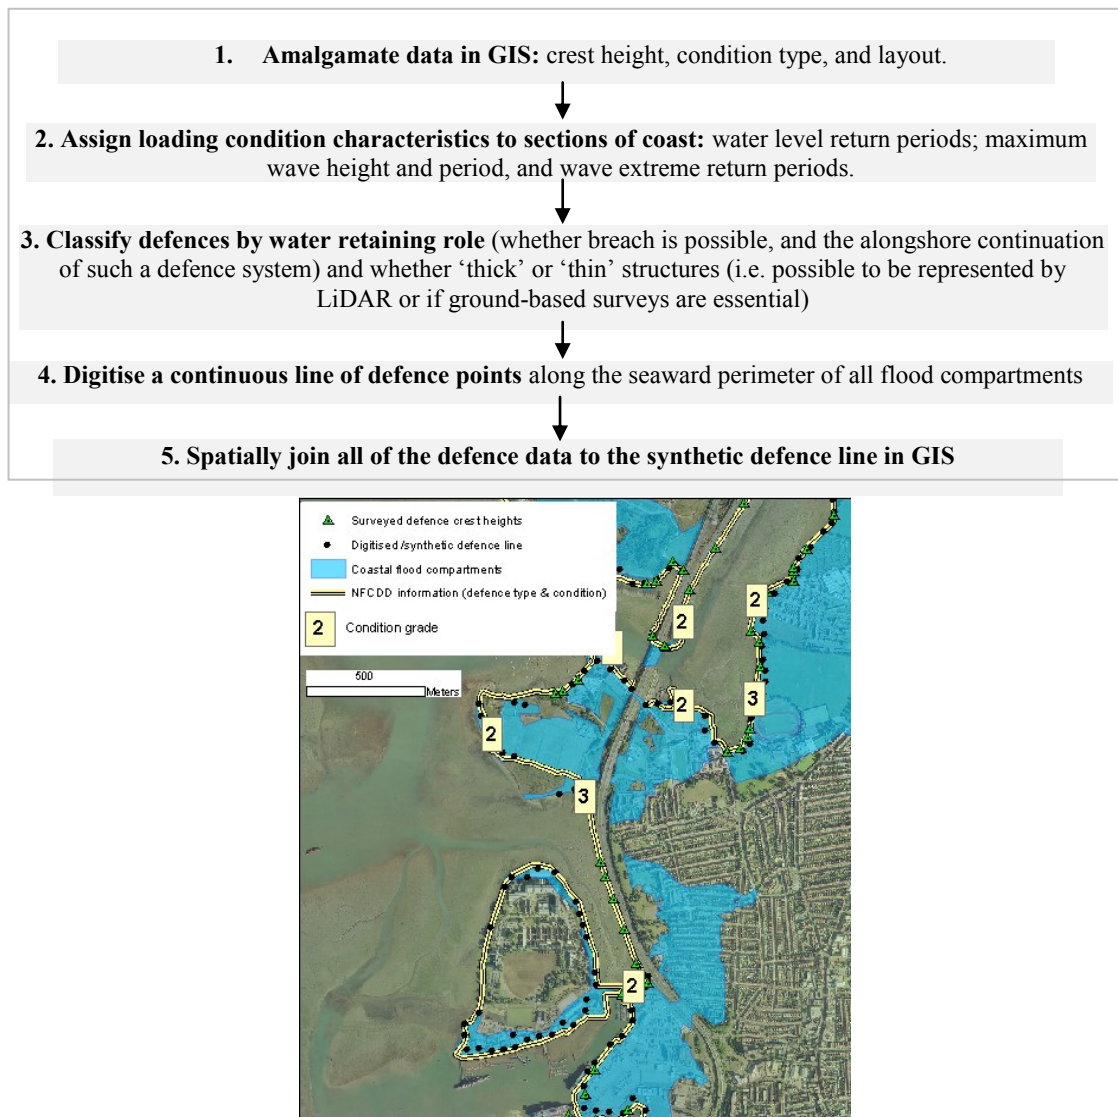 1. Amalgamate data in GIS: crest height, condition type, and layout.
2. Assign loading condition characteristics to sections of coast: water level return periods; maximum
wave height and period, and wave extreme return periods.
3. Classify defences by water retaining role (whether breach is possible, and the alongshore continuation
of such a defence system) and whether ‘thick’ or ‘thin’ structures (i.e. possible to be represented by
LiDAR or if ground-based surveys are essential)
4. Digitise a continuous line of defence points along the seaward perimeter of all flood compartments
5. Spatially join all of the defence data to the synthetic defence line in GIS
Surveyed defence crest heights
Digitised/synthetic defence line
Coastal flood compartments
NFCDD information (defence type & condition)
2 Condition grade
500
Meters
2
2
3
2
2
3
2